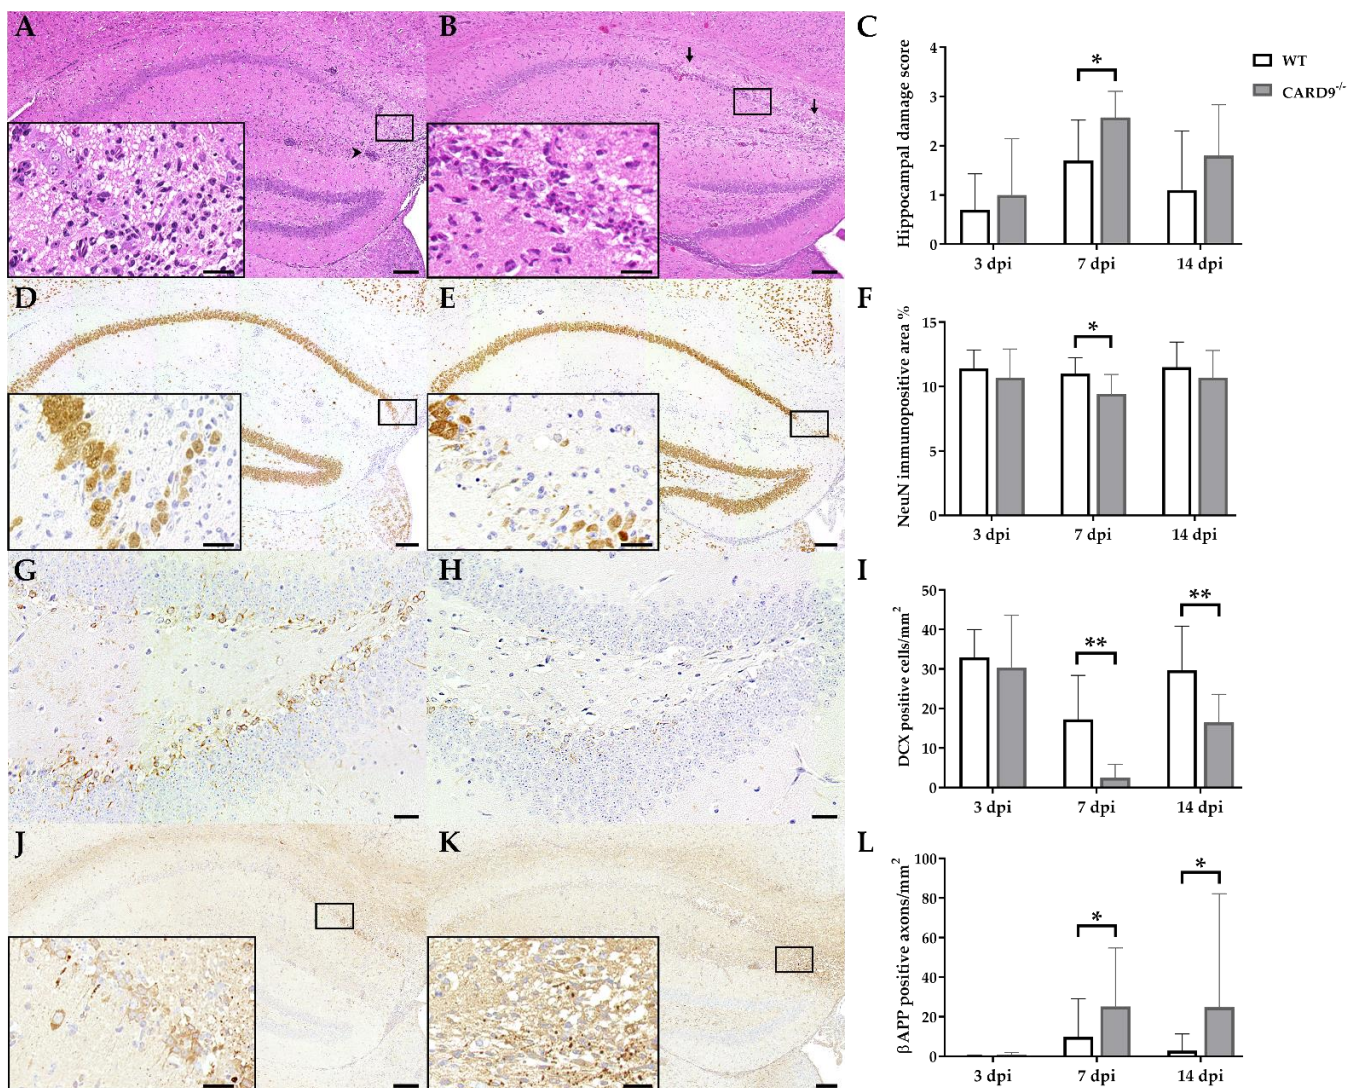 A
B
C
Hippocampal damage score
4
3
2
1
0
*
3 dpi
7 dpi
14 dpi
WT
CARD9-/-
D
E
F
NeuN immunopositive area %
15
10
5
0
*
3 dpi
7 dpi
14 dpi
G
H
I
DCX positive cells/mm²
50
40
30
20
10
0
**
**
3 dpi
7 dpi
14 dpi
J
K
L
βAPP positive axons/mm²
100
80
60
40
20
0
*
*
3 dpi
7 dpi
14 dpi